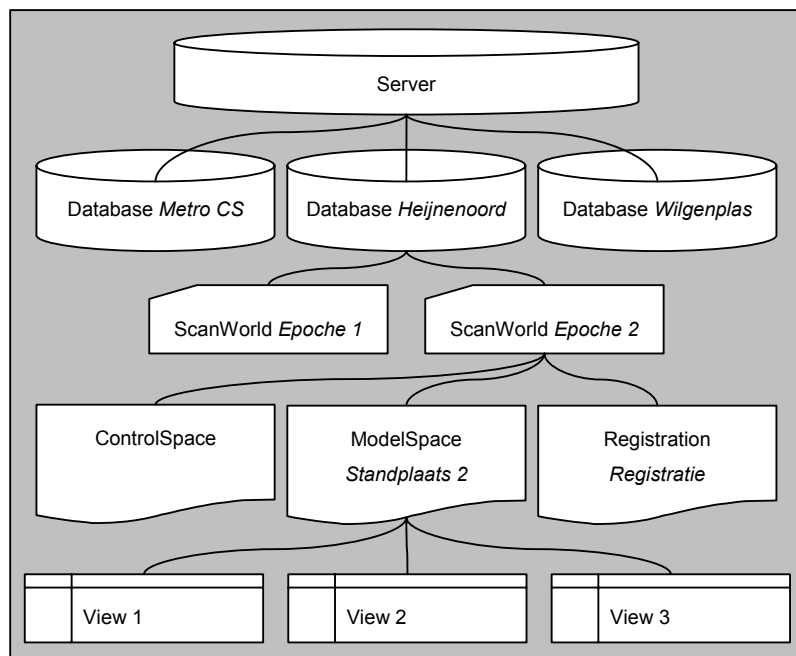 Server
Database Metro CS
Database Heijnenoord
Database Wilgenplas
ScanWorld Epoche 1
ScanWorld Epoche 2
ControlSpace
ModelSpace
Standplaats 2
Registration
Registratie
View 1
View 2
View 3